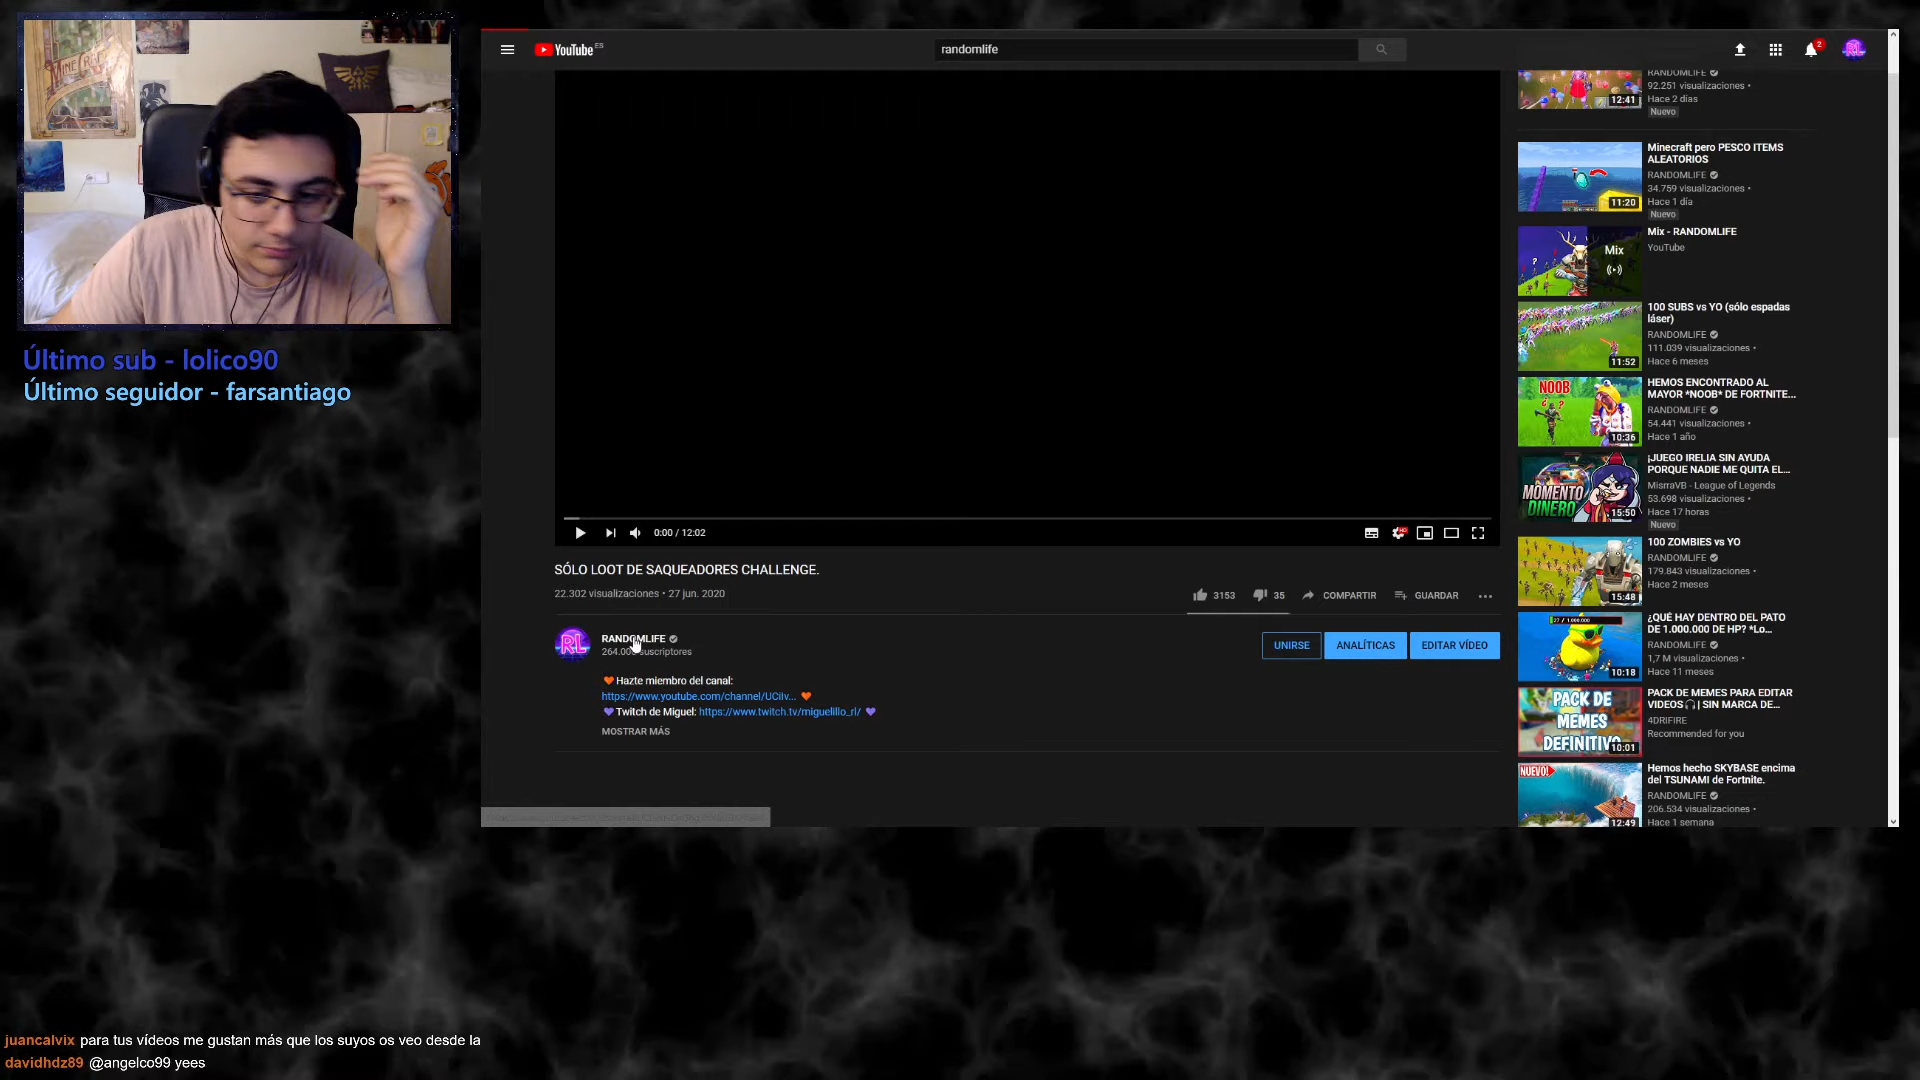 MINECRAFT
Último sub - lolico90
Último seguidor - farsantiago
YouTube ES
randomlife
2
RL
0:00 / 12:02
HD
SÓLO LOOT DE SAQUEADORES CHALLENGE.
22.302 visualizaciones • 27 jun. 2020
3153
35
COMPARTIR
GUARDAR
RL
RANDOMLIFE
suscriptores
UNIRSE
ANALÍTICAS
EDITAR VÍDEO
Hazte miembro del canal:
https://www.youtube.com/channel/UCiIv...
Twitch de Miguel: https://www.twitch.tv/miguelillo_rl/
MOSTRAR MÁS
12:41
RANDOMLIFE
92.251 visualizaciones •
Hace 2 días
Nuevo
11:20
Minecraft pero PESCO ITEMS
ALEATORIOS
RANDOMLIFE
34.759 visualizaciones •
Hace 1 día
Nuevo
Mix
Mix - RANDOMLIFE
YouTube
11:52
100 SUBS vs YO (sólo espadas
láser)
RANDOMLIFE
111.039 visualizaciones •
Hace 6 meses
NOOB
10:36
HEMOS ENCONTRADO AL
MAYOR *NOOB* DE FORTNITE...
RANDOMLIFE
54.441 visualizaciones •
Hace 1 año
MOMENTO
DINERO
15:50
¡JUEGO IRELIA SIN AYUDA
PORQUE NADIE ME QUITA EL...
MisrraVB - League of Legends
53.698 visualizaciones •
Hace 17 horas
Nuevo
15:48
100 ZOMBIES vs YO
RANDOMLIFE
179.843 visualizaciones •
Hace 2 meses
10:18
¿QUÉ HAY DENTRO DEL PATO
DE 1.000.000 DE HP? *Lo...
RANDOMLIFE
1,7 M visualizaciones •
Hace 11 meses
PACK DE
MEMES
DEFINITIVO
10:01
PACK DE MEMES PARA EDITAR
VIDEOS🎧| SIN MARCA DE...
4DRIFIRE
Recommended for you
¡NUEVO!
12:49
Hemos hecho SKYBASE encima
del TSUNAMI de Fortnite.
RANDOMLIFE
206.534 visualizaciones •
Hace 1 semana
juancalvix para tus vídeos me gustan más que los suyos os veo desde la
davidhdz89 @angelco99 yees